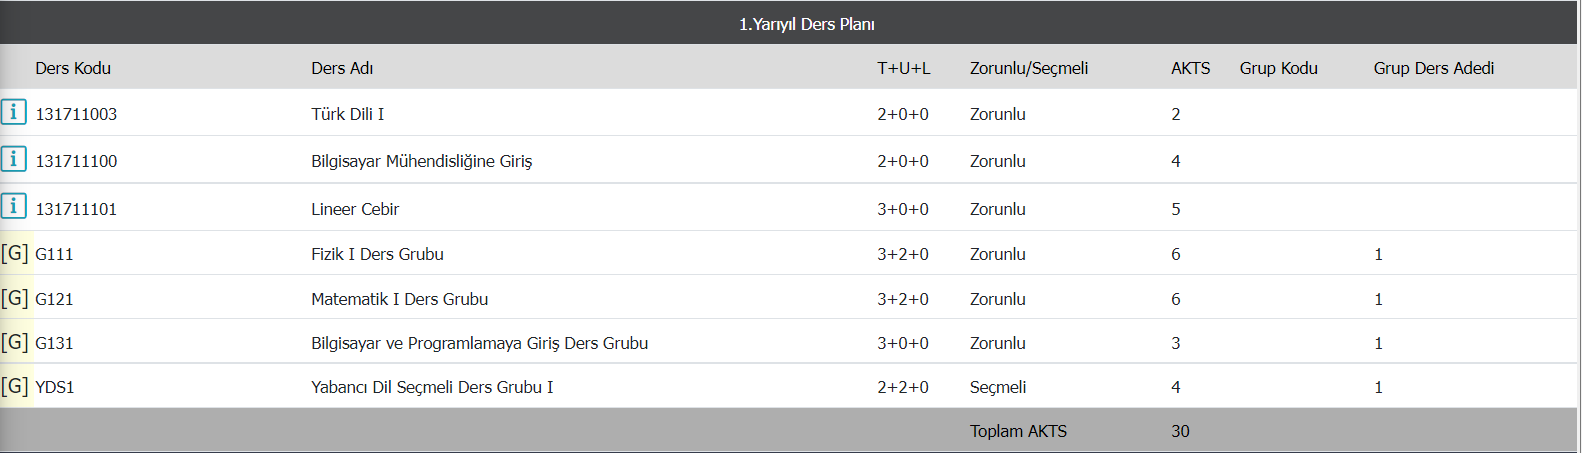 1.Yarıyıl Ders Planı
Ders Kodu Ders Adı T+U+L Zorunlu/Seçmeli AKTS Grup Kodu Grup Ders Adedi
i 131711003 Türk Dili I 2+0+0 Zorunlu 2
i 131711100 Bilgisayar Mühendisliğine Giriş 2+0+0 Zorunlu 4
i 131711101 Lineer Cebir 3+0+0 Zorunlu 5
[G] G111 Fizik I Ders Grubu 3+2+0 Zorunlu 6 1
[G] G121 Matematik I Ders Grubu 3+2+0 Zorunlu 6 1
[G] G131 Bilgisayar ve Programlamaya Giriş Ders Grubu 3+0+0 Zorunlu 3 1
[G] YDS1 Yabancı Dil Seçmeli Ders Grubu I 2+2+0 Seçmeli 4 1
Toplam AKTS 30